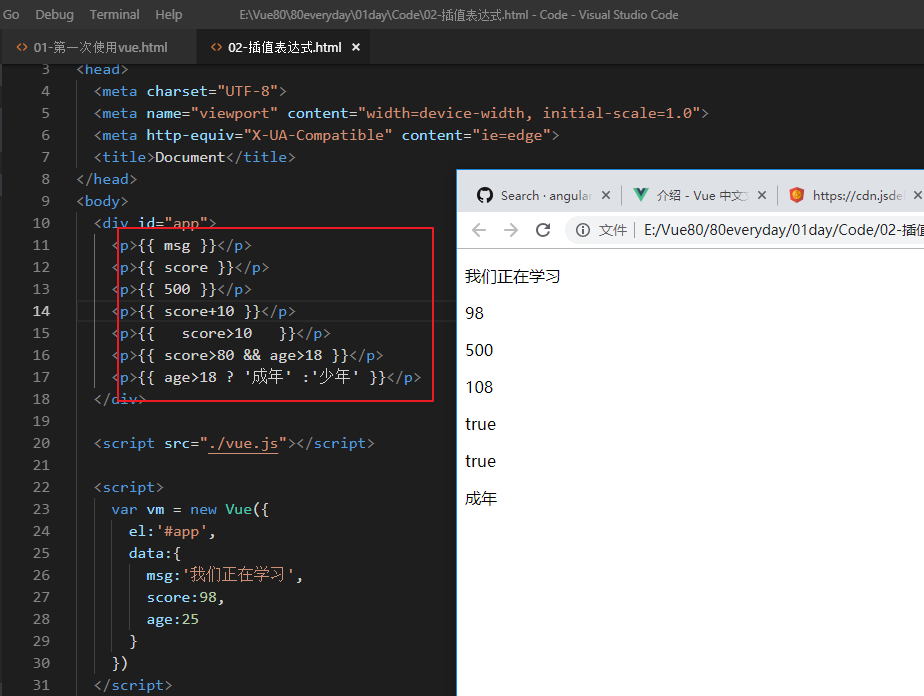 Go Debug Terminal Help E:\Vue80\80everyday\01day\Code\02-插值表达式.html - Code - Visual Studio Code
<> 01-第一次使用vue.html <> 02-插值表达式.html ×
3 <head>
4 <meta charset="UTF-8">
5 <meta name="viewport" content="width=device-width, initial-scale=1.0">
6 <meta http-equiv="X-UA-Compatible" content="ie=edge">
7 <title>Document</title>
8 </head>
9 <body>
10 <div id="app">
11 <p>{{ msg }}</p>
12 <p>{{ score }}</p>
13 <p>{{ 500 }}</p>
14 <p>{{ score+10 }}</p>
15 <p>{{   score>10   }}</p>
16 <p>{{ score>80 && age>18 }}</p>
17 <p>{{ age>18 ? '成年' :'少年' }}</p>
18 </div>
19
20 <script src="./vue.js"></script>
21
22 <script>
23 var vm = new Vue({
24 el:'#app',
25 data:{
26 msg:'我们正在学习',
27 score:98,
28 age:25
29 }
30 })
31 </script>
Search · angular × 介绍 - Vue 中文 × https://cdn.jsde ×
文件 E:/Vue80/80everyday/01day/Code/02-插值
我们正在学习
98
500
108
true
true
成年